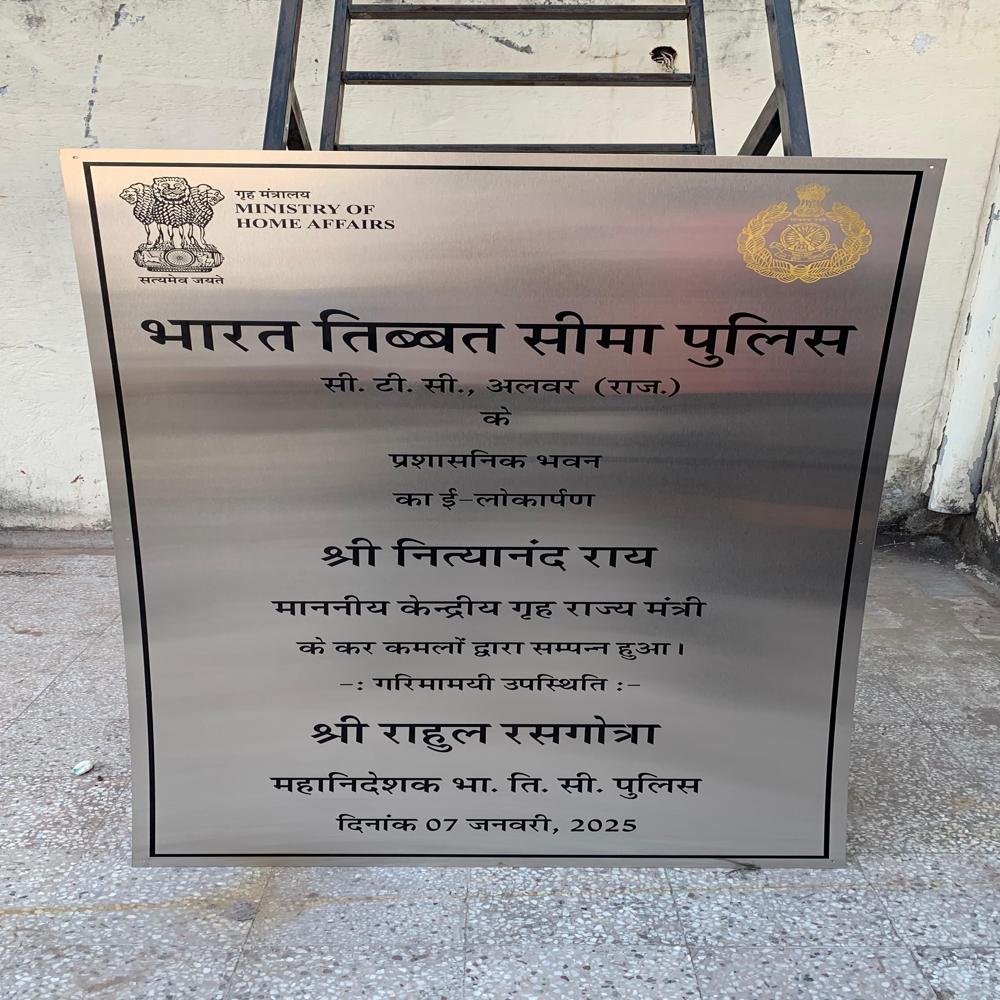 गृह मंत्रालय
MINISTRY OF
HOME AFFAIRS
सत्यमेव जयते
भारत तिब्बत सीमा पुलिस
सी. टी. सी., अलवर (राज.)
के
प्रशासनिक भवन
का ई-लोकार्पण
श्री नित्यानंद राय
माननीय केन्द्रीय गृह राज्य मंत्री
के कर कमलों द्वारा सम्पन्न हुआ।
-: गरिमामयी उपस्थिति :-
श्री राहुल रसगोत्रा
महानिदेशक भा. ति. सी. पुलिस
दिनांक 07 जनवरी, 2025